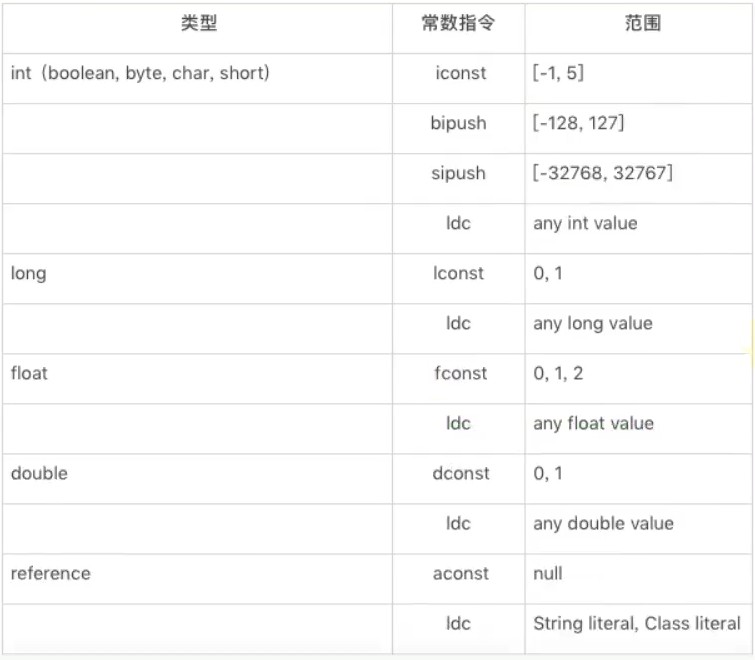 类型 常数指令 范围
int（boolean, byte, char, short） iconst [-1, 5]
bipush [-128, 127]
sipush [-32768, 32767]
ldc any int value
long lconst 0, 1
ldc any long value
float fconst 0, 1, 2
ldc any float value
double dconst 0, 1
ldc any double value
reference aconst null
ldc String literal, Class literal